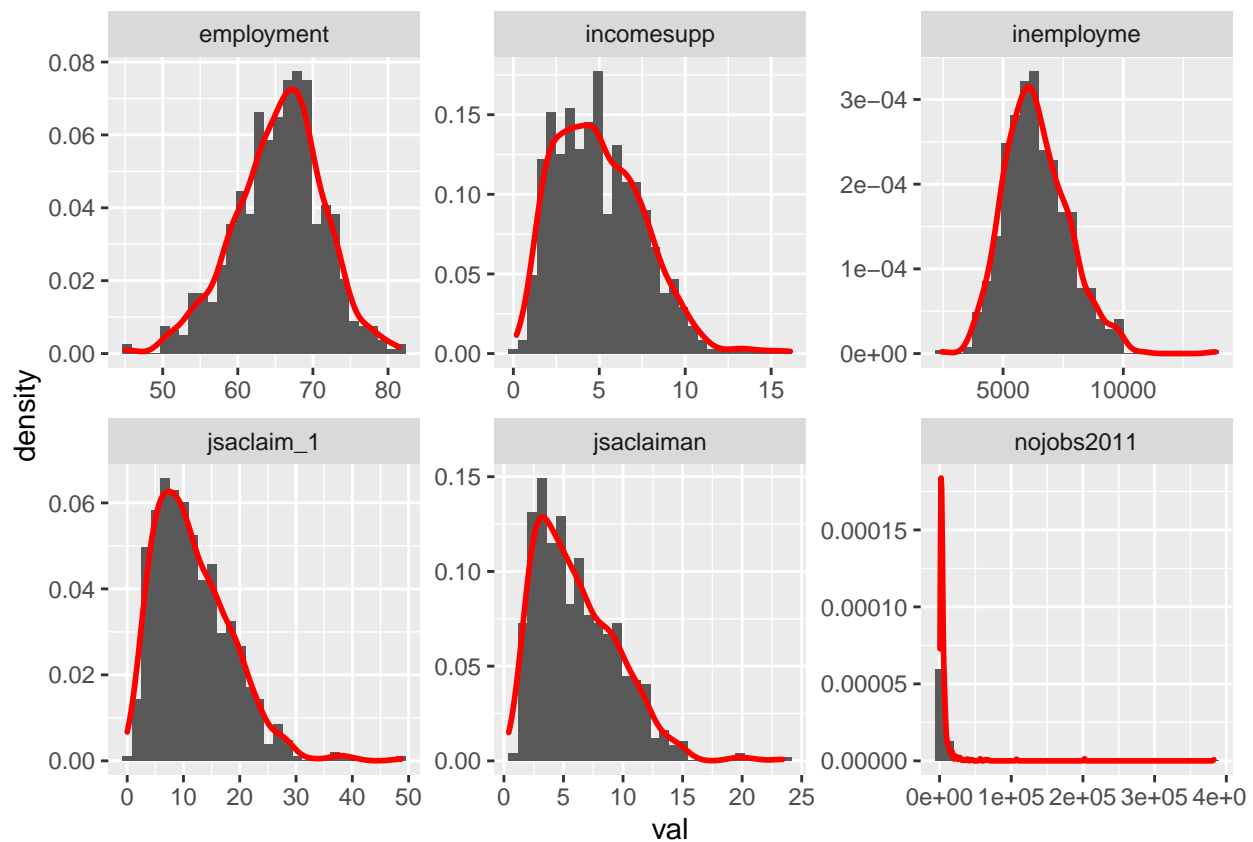 employment
incomesupp
inemployme
0.08
0.06
0.04
0.02
0.00
0.15
0.10
0.05
0.00
3e−04
2e−04
1e−04
0e+00
50 60 70 80
0 5 10 15
5000 10000
density
jsaclaim_1
jsaclaiman
nojobs2011
0.06
0.04
0.02
0.00
0.15
0.10
0.05
0.00
0.00015
0.00010
0.00005
0.00000
0 10 20 30 40 50
0 5 10 15 20 25
0e+00 1e+05 2e+05 3e+05 4e+0
val